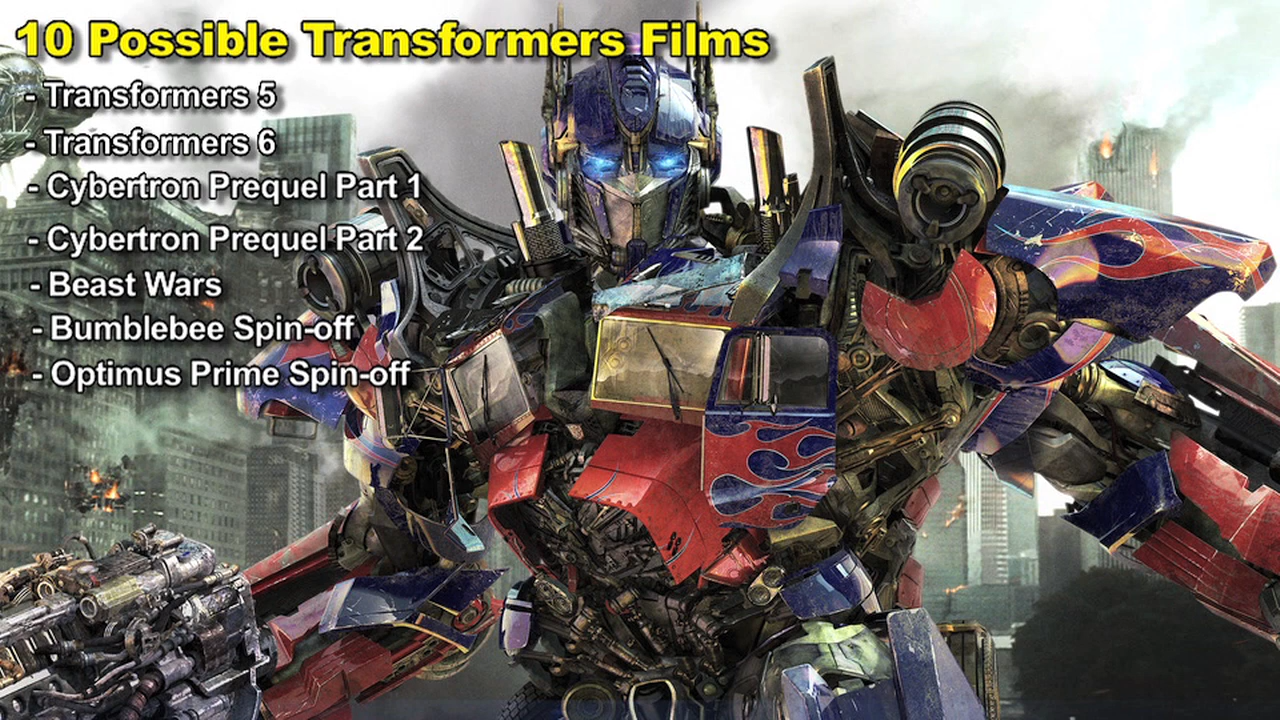 10 Possible Transformers Films
- Transformers 5
- Transformers 6
- Cybertron Prequel Part 1
- Cybertron Prequel Part 2
- Beast Wars
- Bumblebee Spin-off
- Optimus Prime Spin-off